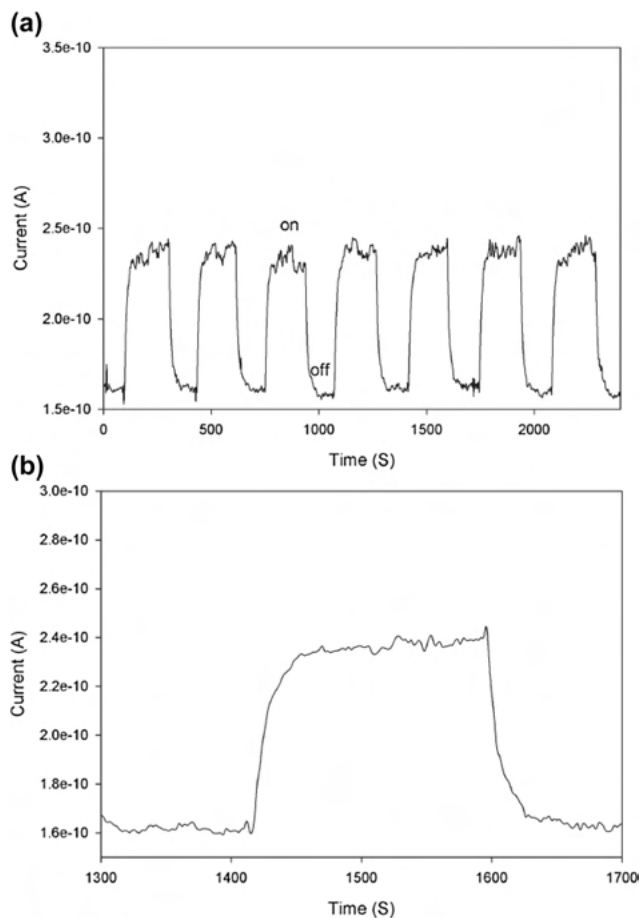 (a)
3.5e-10
3.0e-10
2.5e-10
2.0e-10
1.5e-10
Current (A)
on
off
0 500 1000 1500 2000
Time (S)
(b)
3.0e-10
2.8e-10
2.6e-10
2.4e-10
2.2e-10
2.0e-10
1.8e-10
1.6e-10
Current (A)
1300 1400 1500 1600 1700
Time (S)